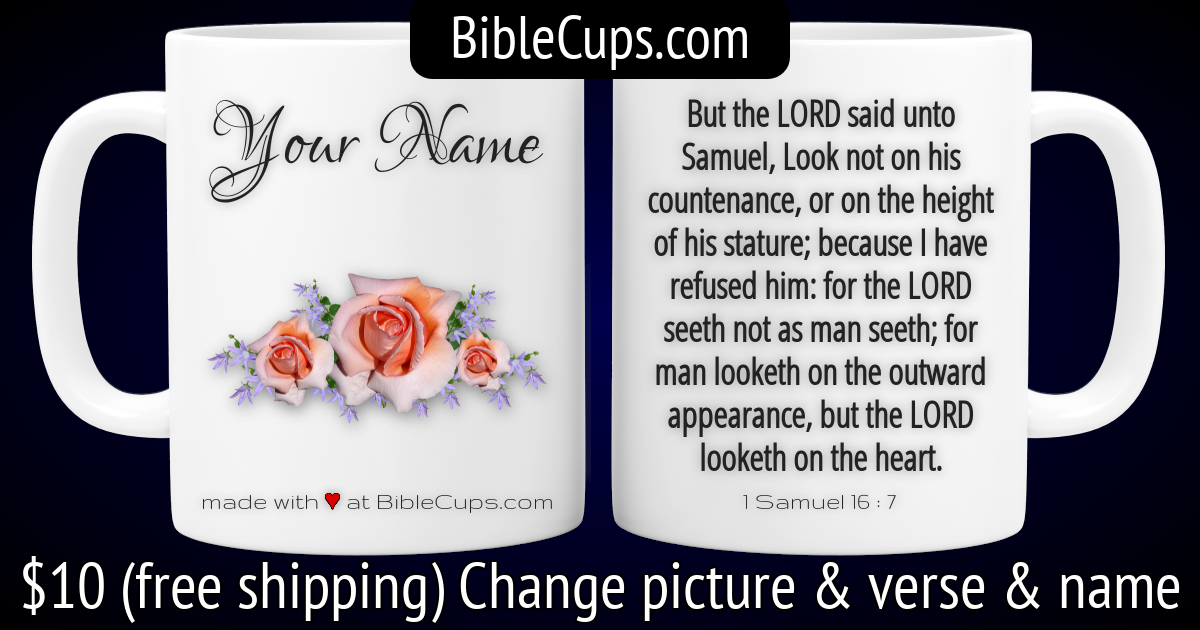 BibleCups.com
Your Name
made with ♥ at BibleCups.com
But the LORD said unto
Samuel, Look not on his
countenance, or on the height
of his stature; because I have
refused him: for the LORD
seeth not as man seeth; for
man looketh on the outward
appearance, but the LORD
looketh on the heart.
1 Samuel 16 : 7
$10 (free shipping) Change picture & verse & name